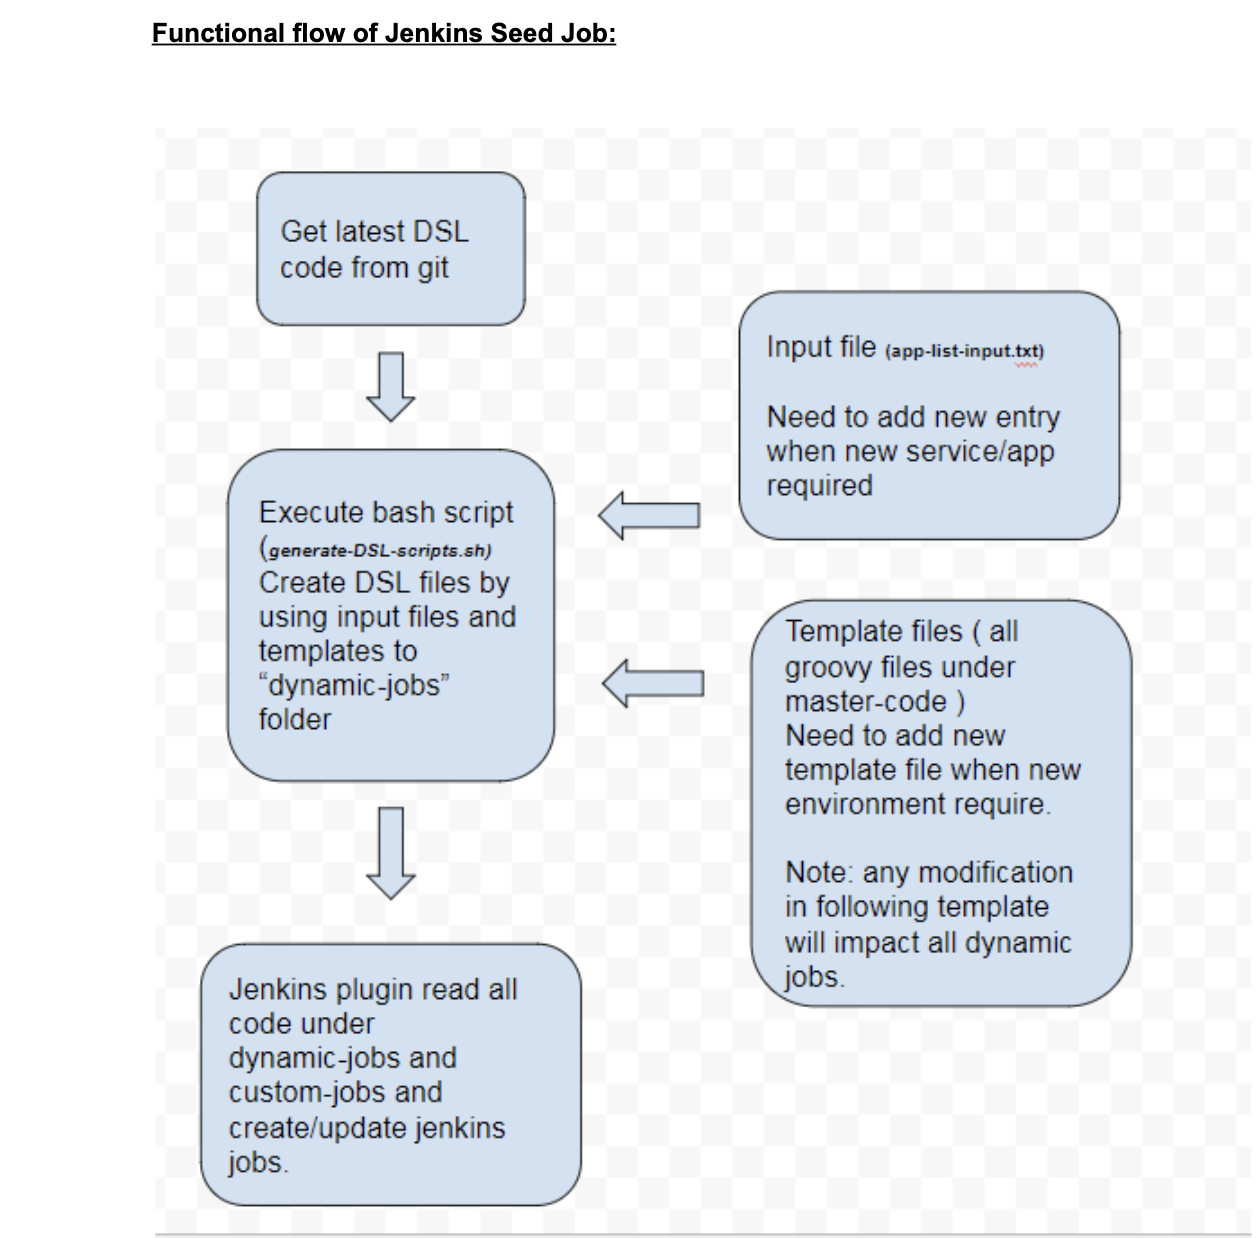 Functional flow of Jenkins Seed Job:
Get latest DSL
code from git
Input file (app-list-input.txt)
Need to add new entry
when new service/app
required
Execute bash script
(generate-DSL-scripts.sh)
Create DSL files by
using input files and
templates to
“dynamic-jobs”
folder
Template files ( all
groovy files under
master-code )
Need to add new
template file when new
environment require.
Note: any modification
in following template
will impact all dynamic
jobs.
Jenkins plugin read all
code under
dynamic-jobs and
custom-jobs and
create/update jenkins
jobs.